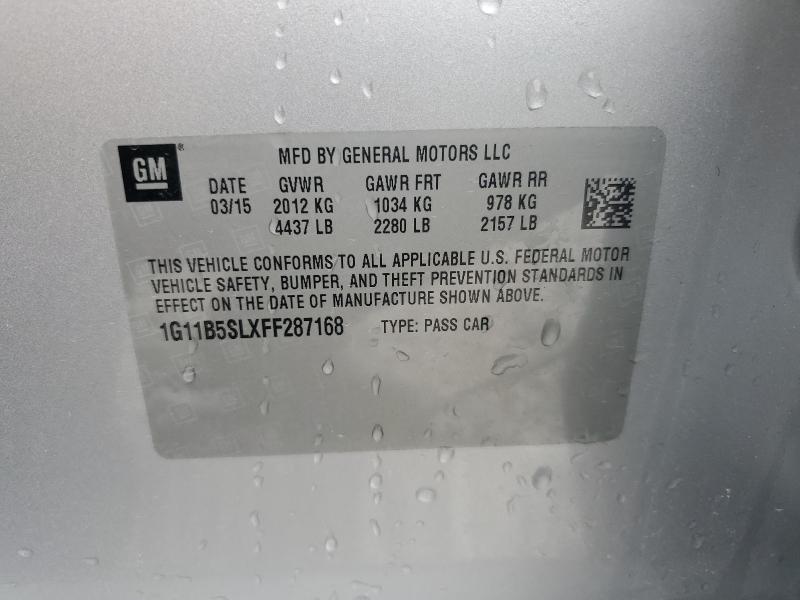 GM®
MFD BY GENERAL MOTORS LLC
DATE GVWR GAWR FRT GAWR RR
03/15 2012 KG 1034 KG 978 KG
4437 LB 2280 LB 2157 LB
THIS VEHICLE CONFORMS TO ALL APPLICABLE U.S. FEDERAL MOTOR
VEHICLE SAFETY, BUMPER, AND THEFT PREVENTION STANDARDS IN
EFFECT ON THE DATE OF MANUFACTURE SHOWN ABOVE.
1G11B5SLXFF287168 TYPE: PASS CAR